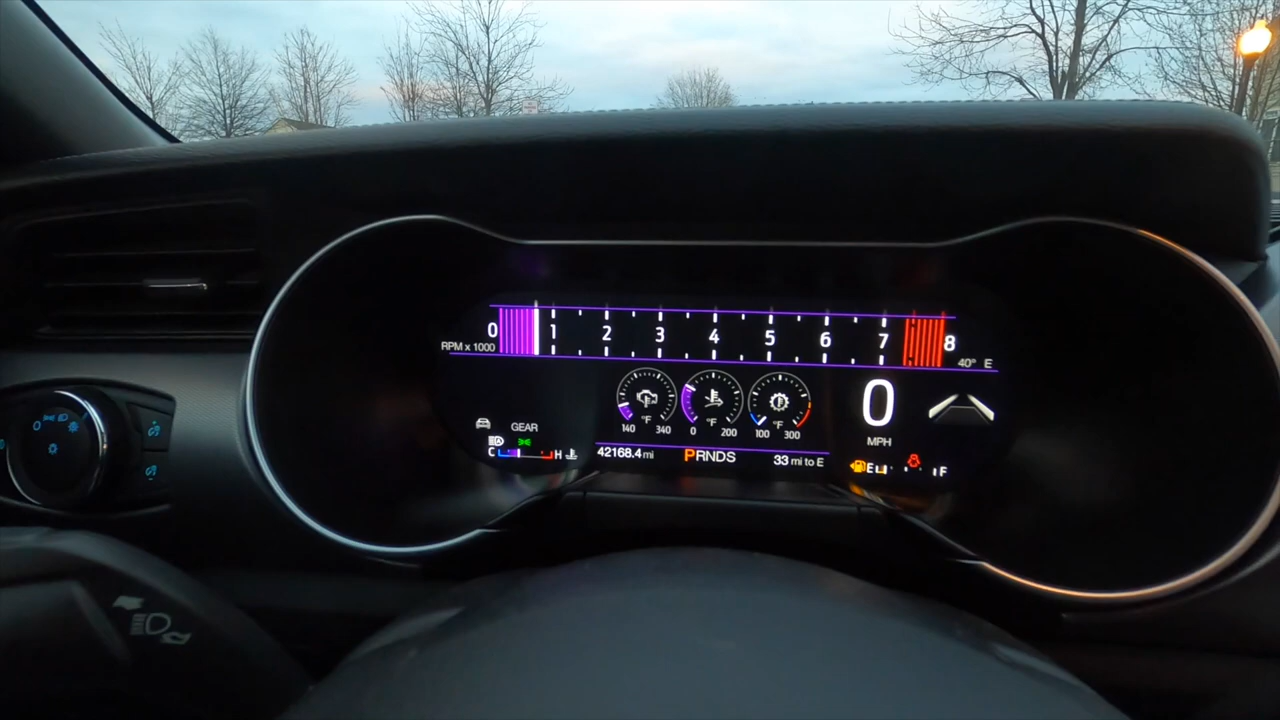 0 1 2 3 4 5 6 7 8
RPM x 1000
40° E
°F °F °F
140 340 0 200 100 300
0
MPH
GEAR
C H
42168.4 mi PRNDS 33 mi to E
E F